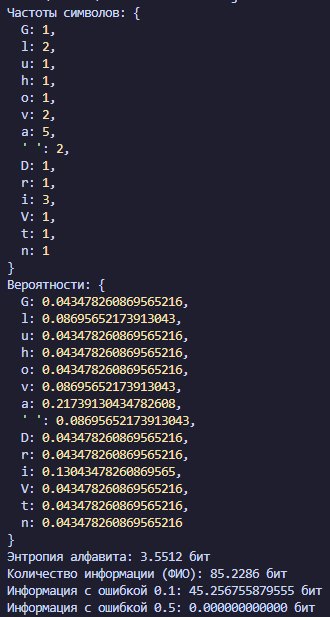 Частоты символов: {
G: 1,
l: 2,
u: 1,
h: 1,
o: 1,
v: 2,
a: 5,
' ': 2,
D: 1,
r: 1,
i: 3,
V: 1,
t: 1,
n: 1
}
Вероятности: {
G: 0.043478260869565216,
l: 0.08695652173913043,
u: 0.043478260869565216,
h: 0.043478260869565216,
o: 0.043478260869565216,
v: 0.08695652173913043,
a: 0.21739130434782608,
' ': 0.08695652173913043,
D: 0.043478260869565216,
r: 0.043478260869565216,
i: 0.13043478260869565,
V: 0.043478260869565216,
t: 0.043478260869565216,
n: 0.043478260869565216
}
Энтропия алфавита: 3.5512 бит
Количество информации (ФИО): 85.2286 бит
Информация с ошибкой 0.1: 45.256755879555 бит
Информация с ошибкой 0.5: 0.000000000000 бит